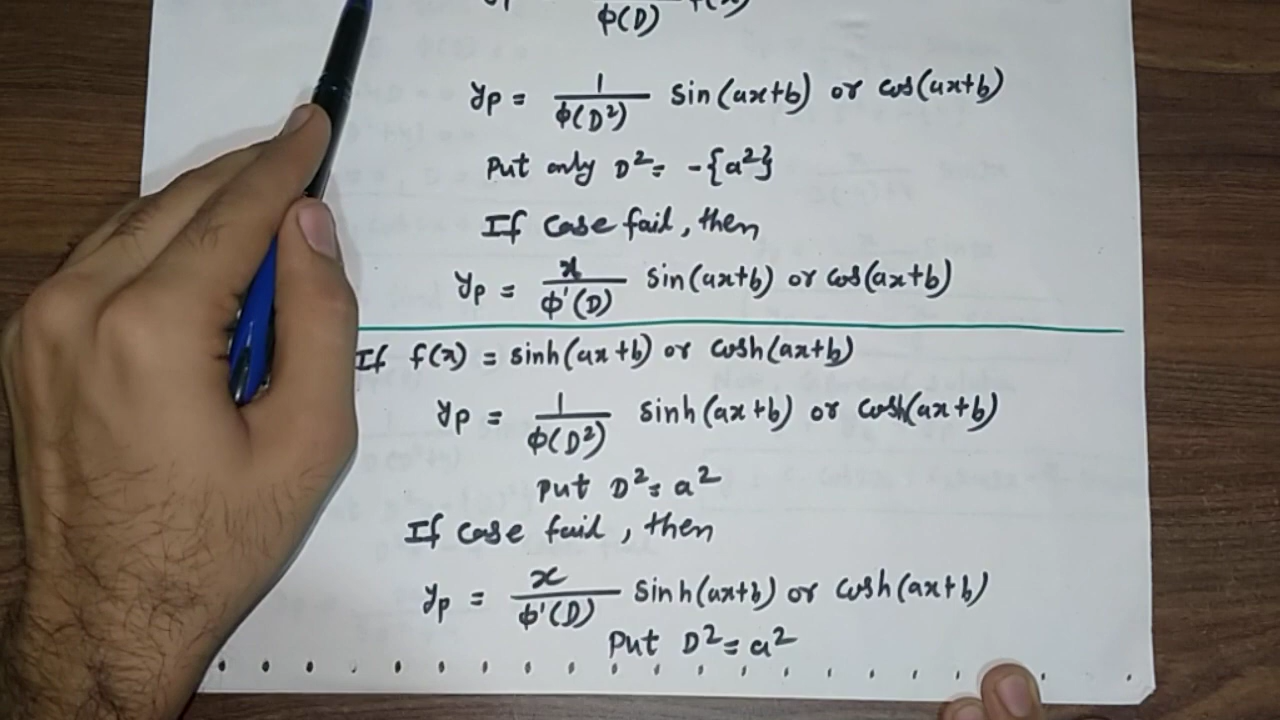 φ(D)
yp = 1/φ(D²) sin(ax+b) or cos(ax+b)
Put only D² = -{a²}
If case fail, then
yp = x/φ'(D) sin(ax+b) or cos(ax+b)
If f(x) = sinh(ax+b) or cosh(ax+b)
yp = 1/φ(D²) sinh(ax+b) or cosh(ax+b)
put D² = a²
If case fail, then
yp = x/φ'(D) sinh(ax+b) or cosh(ax+b)
Put D² = a²